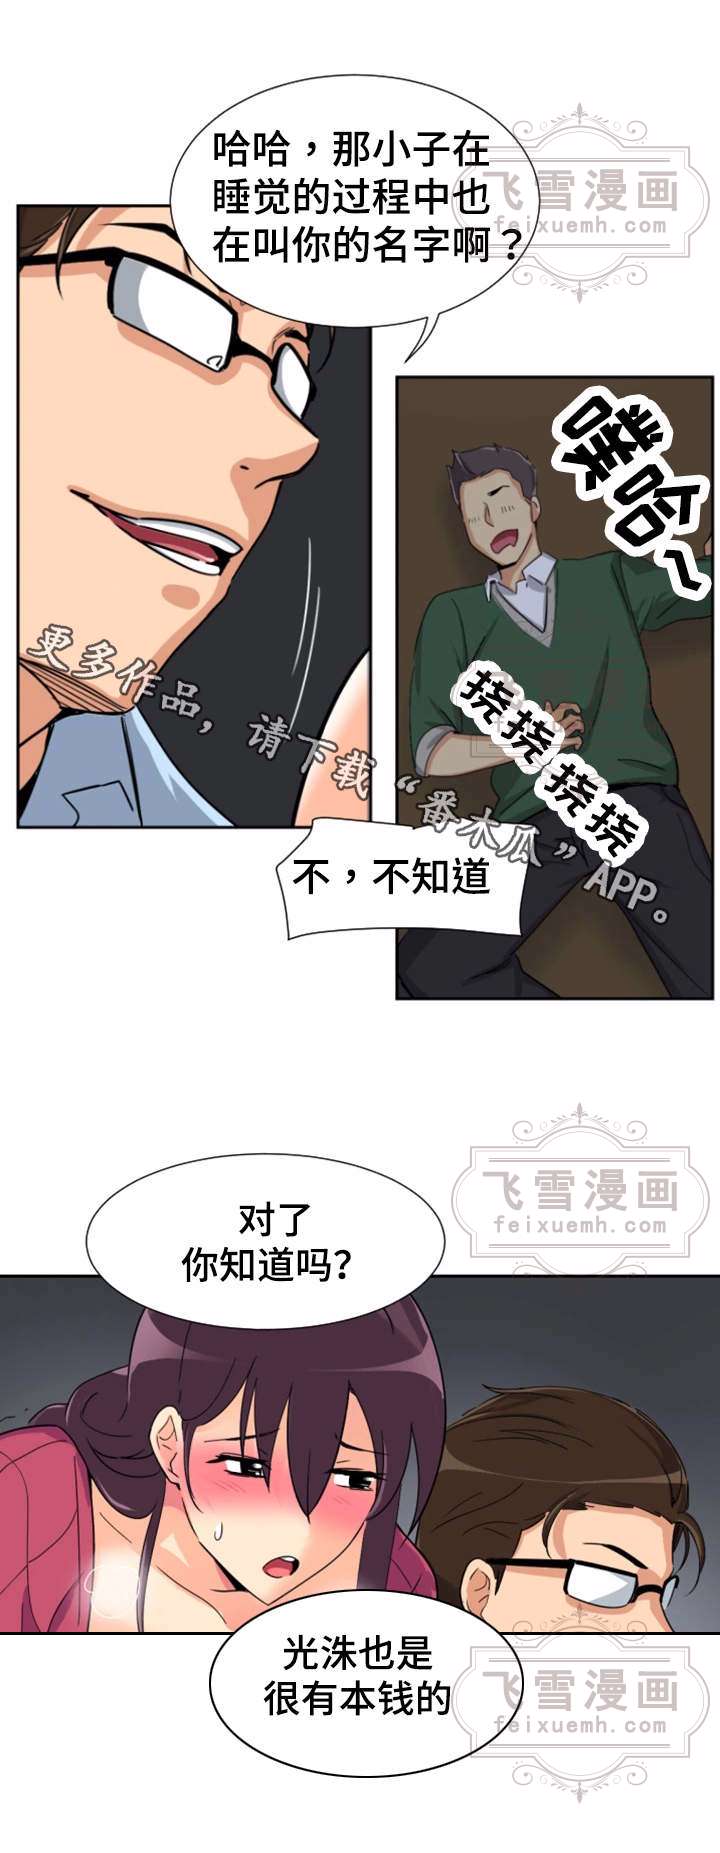 哈哈，那小子在
睡觉的过程中也
在叫你的名字啊？
飞雪漫画
feixuemh.com
噗哈~
挠挠挠挠
更多作品，请下载“番木瓜”APP。
不，不知道
飞雪漫画
feixuemh.com
对了
你知道吗？
光洙也是
很有本钱的
飞雪漫画
feixuemh.com